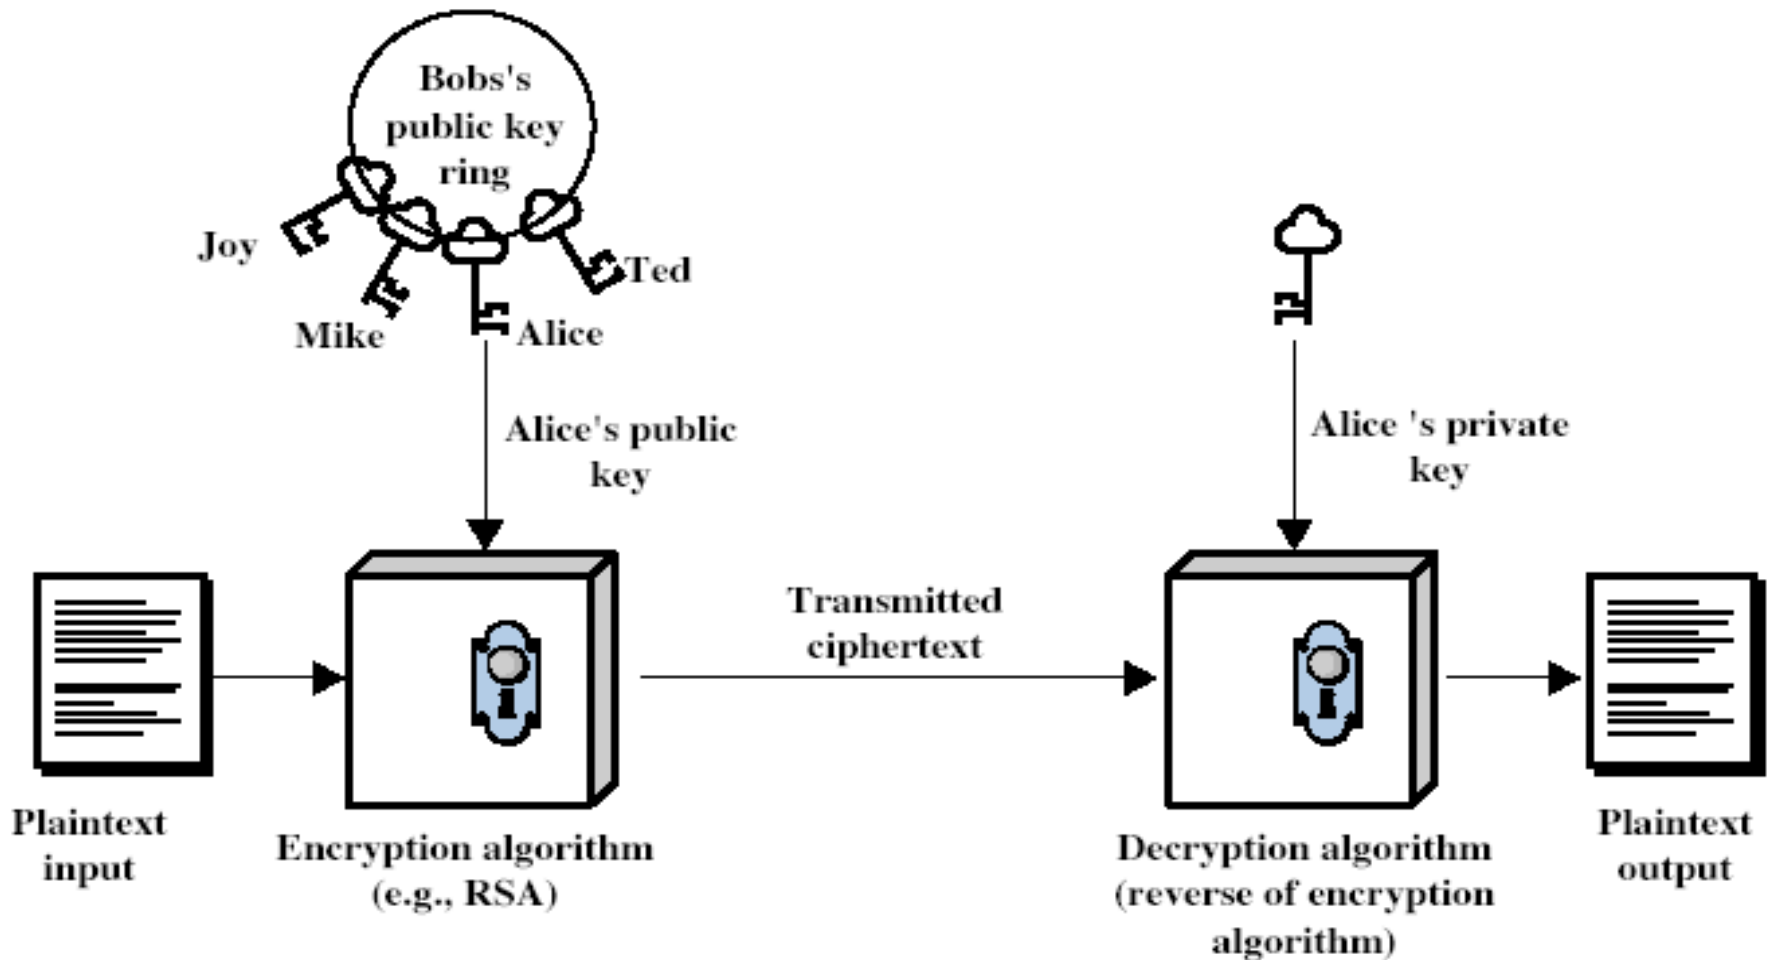 Bobs's
public key
ring
Joy
Ted
Mike
Alice
Alice's public
key
Alice 's private
key
Transmitted
ciphertext
Plaintext
input
Encryption algorithm
(e.g., RSA)
Decryption algorithm
(reverse of encryption
algorithm)
Plaintext
output